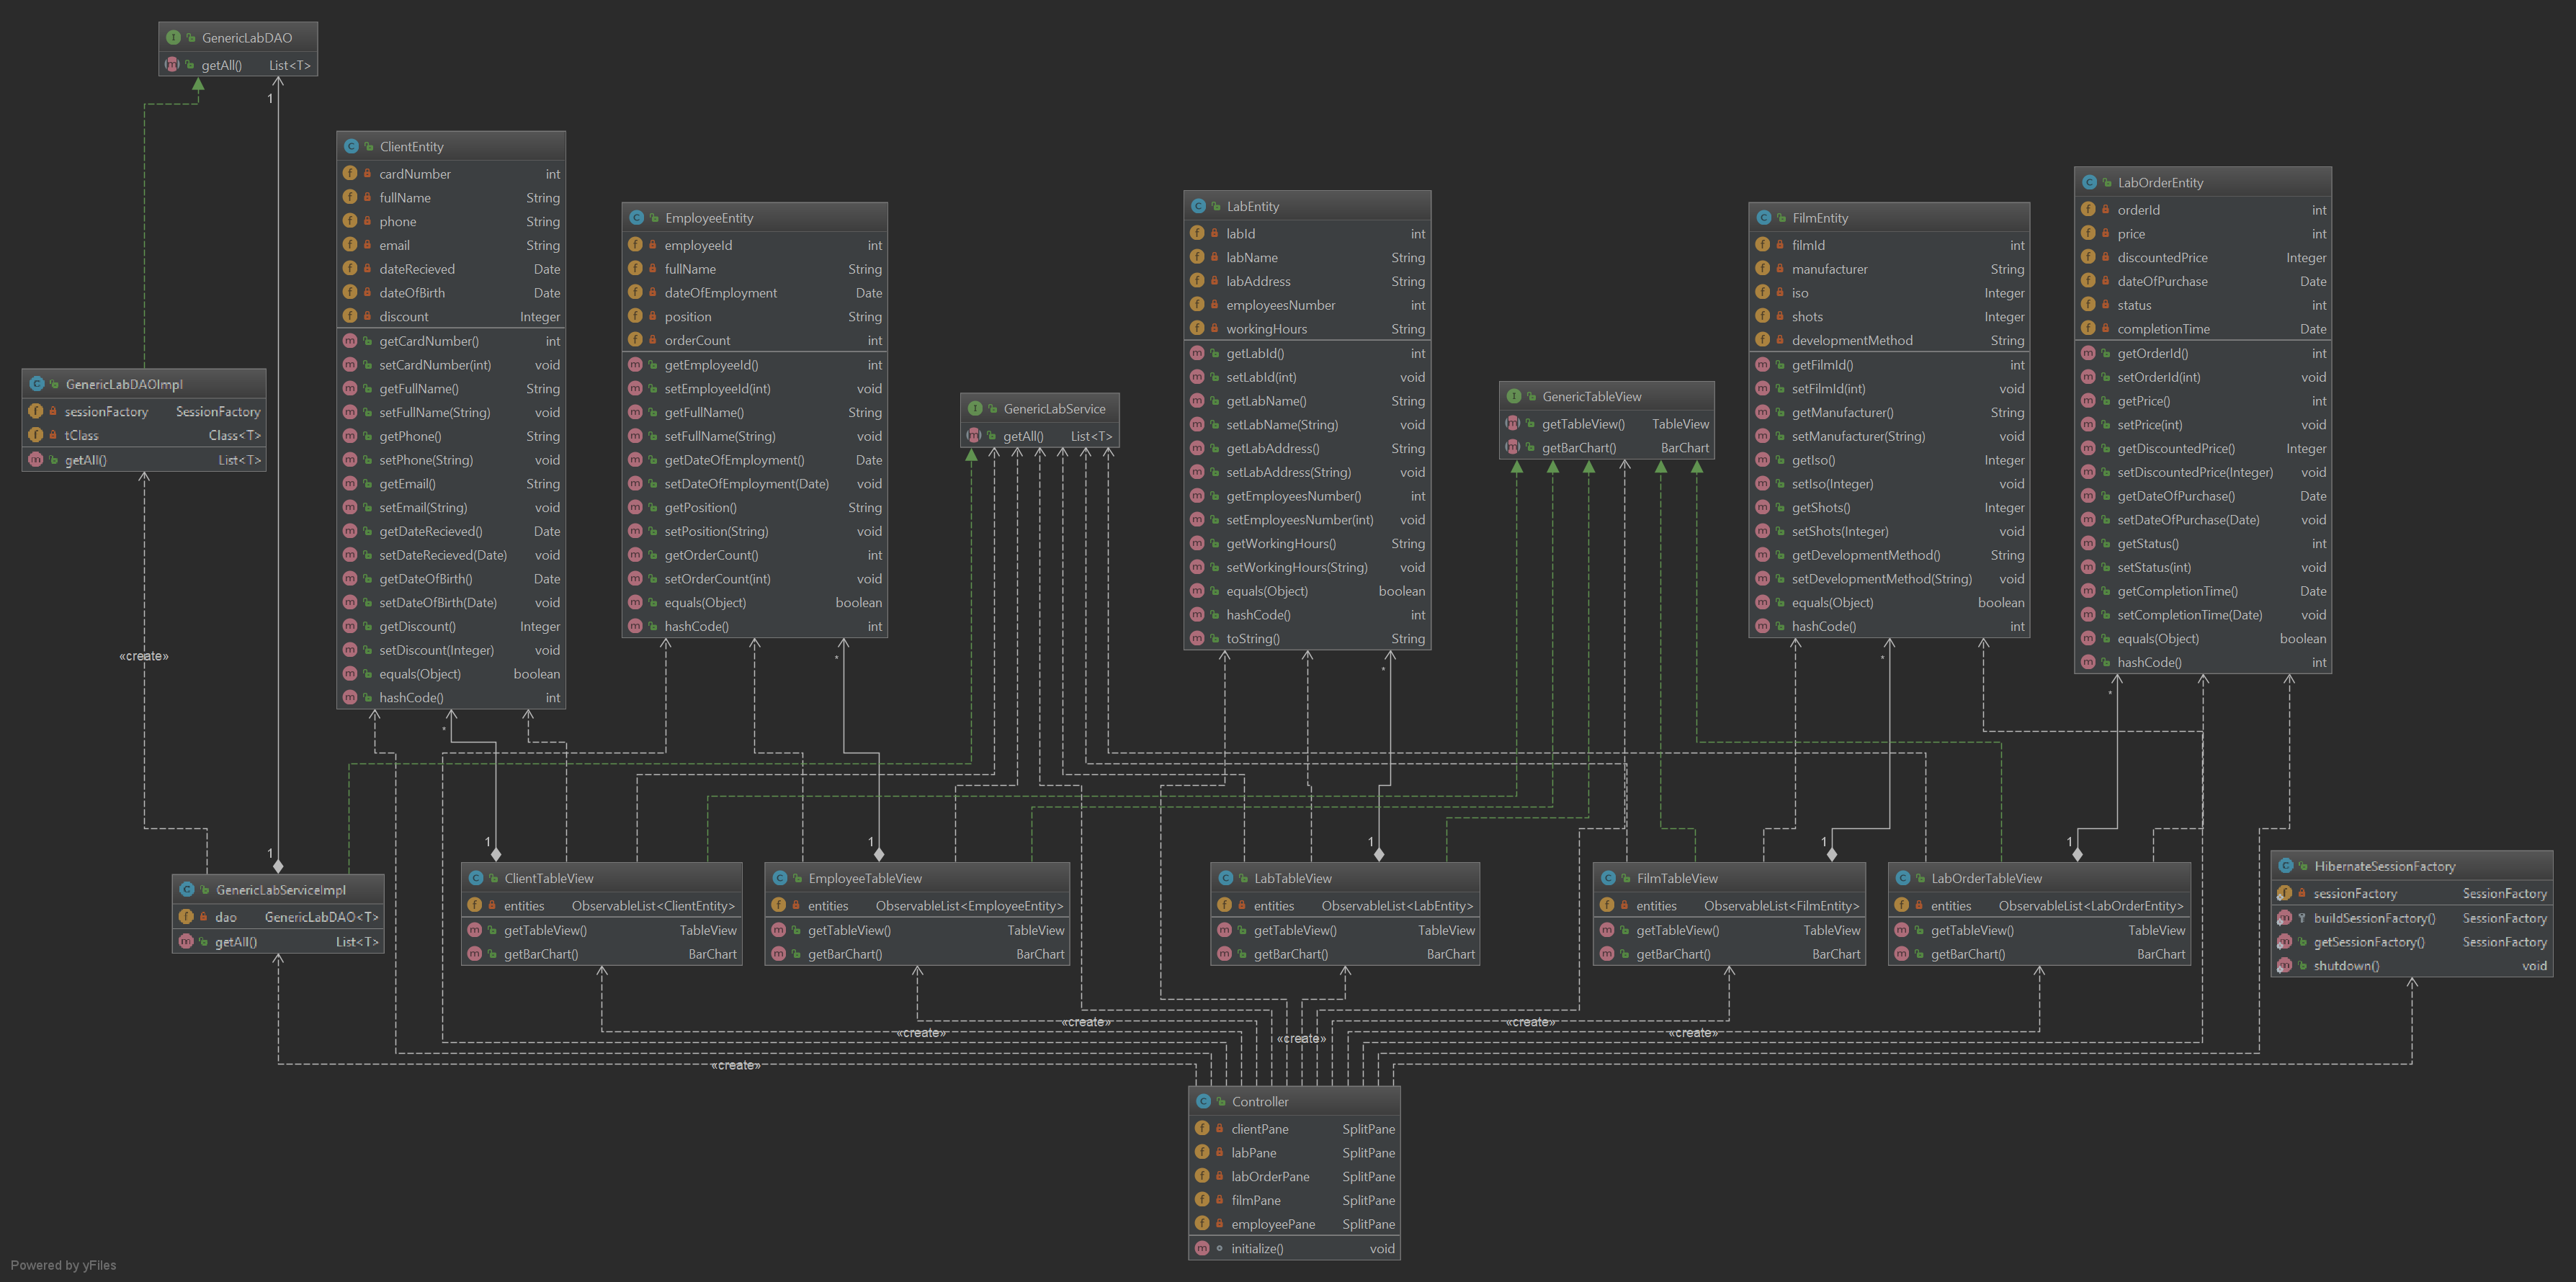 GenericLabDAO
getAll() List<T>
1
ClientEntity
cardNumber int
fullName String
phone String
email String
dateRecieved Date
dateOfBirth Date
discount Integer
getCardNumber() int
setCardNumber(int) void
getFullName() String
setFullName(String) void
getPhone() String
setPhone(String) void
getEmail() String
setEmail(String) void
getDateRecieved() Date
setDateRecieved(Date) void
getDateOfBirth() Date
setDateOfBirth(Date) void
getDiscount() Integer
setDiscount(Integer) void
equals(Object) boolean
hashCode() int
EmployeeEntity
employeeId int
fullName String
dateOfEmployment Date
position String
orderCount int
getEmployeeId() int
setEmployeeId(int) void
getFullName() String
setFullName(String) void
getDateOfEmployment() Date
setDateOfEmployment(Date) void
getPosition() String
setPosition(String) void
getOrderCount() int
setOrderCount(int) void
equals(Object) boolean
hashCode() int
LabEntity
labId int
labName String
labAddress String
employeesNumber int
workingHours String
getLabId() int
setLabId(int) void
getLabName() String
setLabName(String) void
getLabAddress() String
setLabAddress(String) void
getEmployeesNumber() int
setEmployeesNumber(int) void
getWorkingHours() String
setWorkingHours(String) void
equals(Object) boolean
hashCode() int
toString() String
FilmEntity
filmId int
manufacturer String
iso Integer
shots Integer
developmentMethod String
getFilmId() int
setFilmId(int) void
getManufacturer() String
setManufacturer(String) void
getIso() Integer
setIso(Integer) void
getShots() Integer
setShots(Integer) void
getDevelopmentMethod() String
setDevelopmentMethod(String) void
equals(Object) boolean
hashCode() int
LabOrderEntity
orderId int
price int
discountedPrice Integer
dateOfPurchase Date
status int
completionTime Date
getOrderId() int
setOrderId(int) void
getPrice() int
setPrice(int) void
getDiscountedPrice() Integer
setDiscountedPrice(Integer) void
getDateOfPurchase() Date
setDateOfPurchase(Date) void
getStatus() int
setStatus(int) void
getCompletionTime() Date
setCompletionTime(Date) void
equals(Object) boolean
hashCode() int
GenericLabDAOImpl
sessionFactory SessionFactory
tClass Class<T>
getAll() List<T>
GenericLabService
getAll() List<T>
GenericTableView
getTableView() TableView
getBarChart() BarChart
«create»
* * * * *
1 1 1 1 1 1
GenericLabServiceImpl
dao GenericLabDAO<T>
getAll() List<T>
ClientTableView
entities ObservableList<ClientEntity>
getTableView() TableView
getBarChart() BarChart
EmployeeTableView
entities ObservableList<EmployeeEntity>
getTableView() TableView
getBarChart() BarChart
LabTableView
entities ObservableList<LabEntity>
getTableView() TableView
getBarChart() BarChart
FilmTableView
entities ObservableList<FilmEntity>
getTableView() TableView
getBarChart() BarChart
LabOrderTableView
entities ObservableList<LabOrderEntity>
getTableView() TableView
getBarChart() BarChart
HibernateSessionFactory
sessionFactory SessionFactory
buildSessionFactory() SessionFactory
getSessionFactory() SessionFactory
shutdown() void
«create»
«create»
«create»
«create»
«create»
«create»
Controller
clientPane SplitPane
labPane SplitPane
labOrderPane SplitPane
filmPane SplitPane
employeePane SplitPane
initialize() void
Powered by yFiles